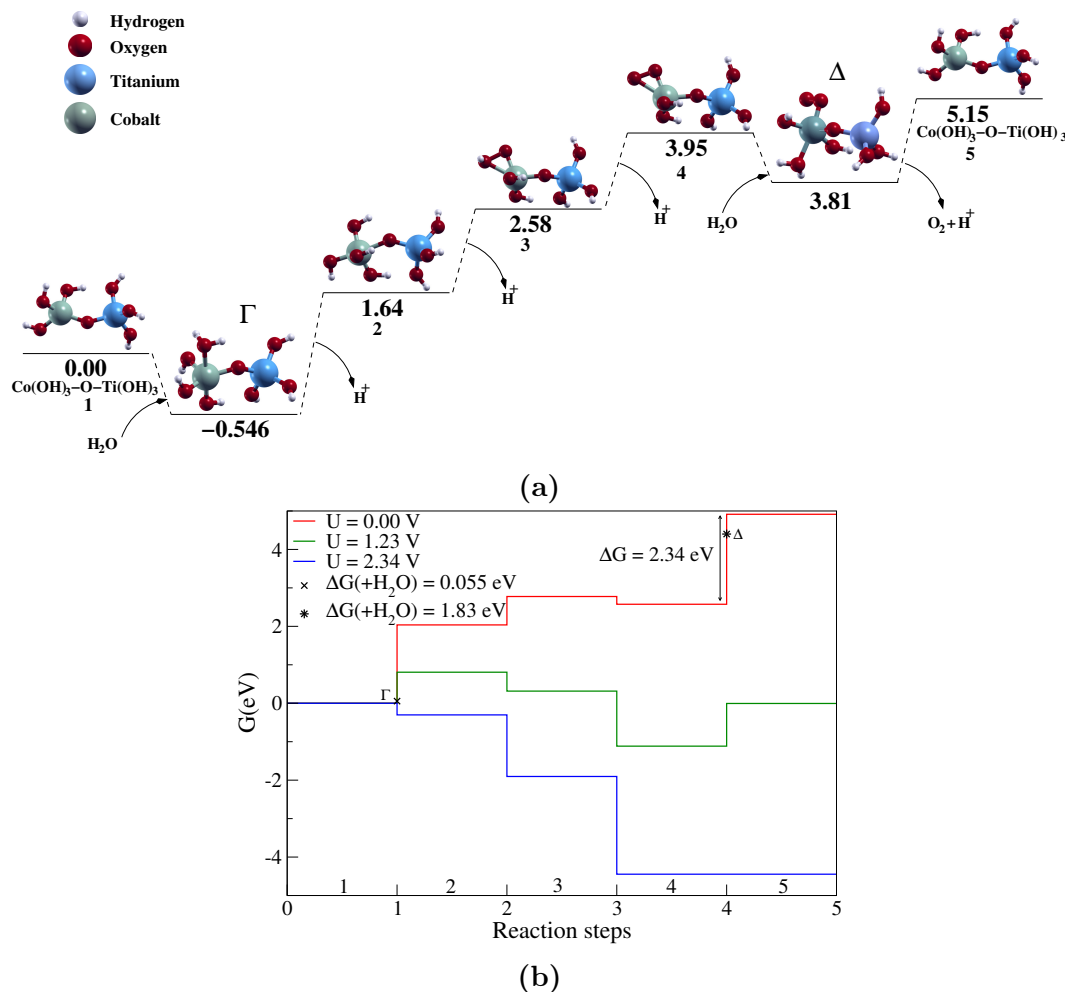 Hydrogen
Oxygen
Titanium
Cobalt
0.00
Co(OH)₃−O−Ti(OH)₃
1
H₂O
Γ
−0.546
H⁺
1.64
2
H⁺
2.58
3
H⁺
3.95
4
H₂O
Δ
3.81
O₂+H⁺
5.15
Co(OH)₃−O−Ti(OH)₃
5
(a)
U = 0.00 V
U = 1.23 V
U = 2.34 V
ΔG(+H₂O) = 0.055 eV
ΔG(+H₂O) = 1.83 eV
ΔG = 2.34 eV
Δ
Γ
G(eV)
4
2
0
-2
-4
1 2 3 4 5
0 1 2 3 4 5
Reaction steps
(b)